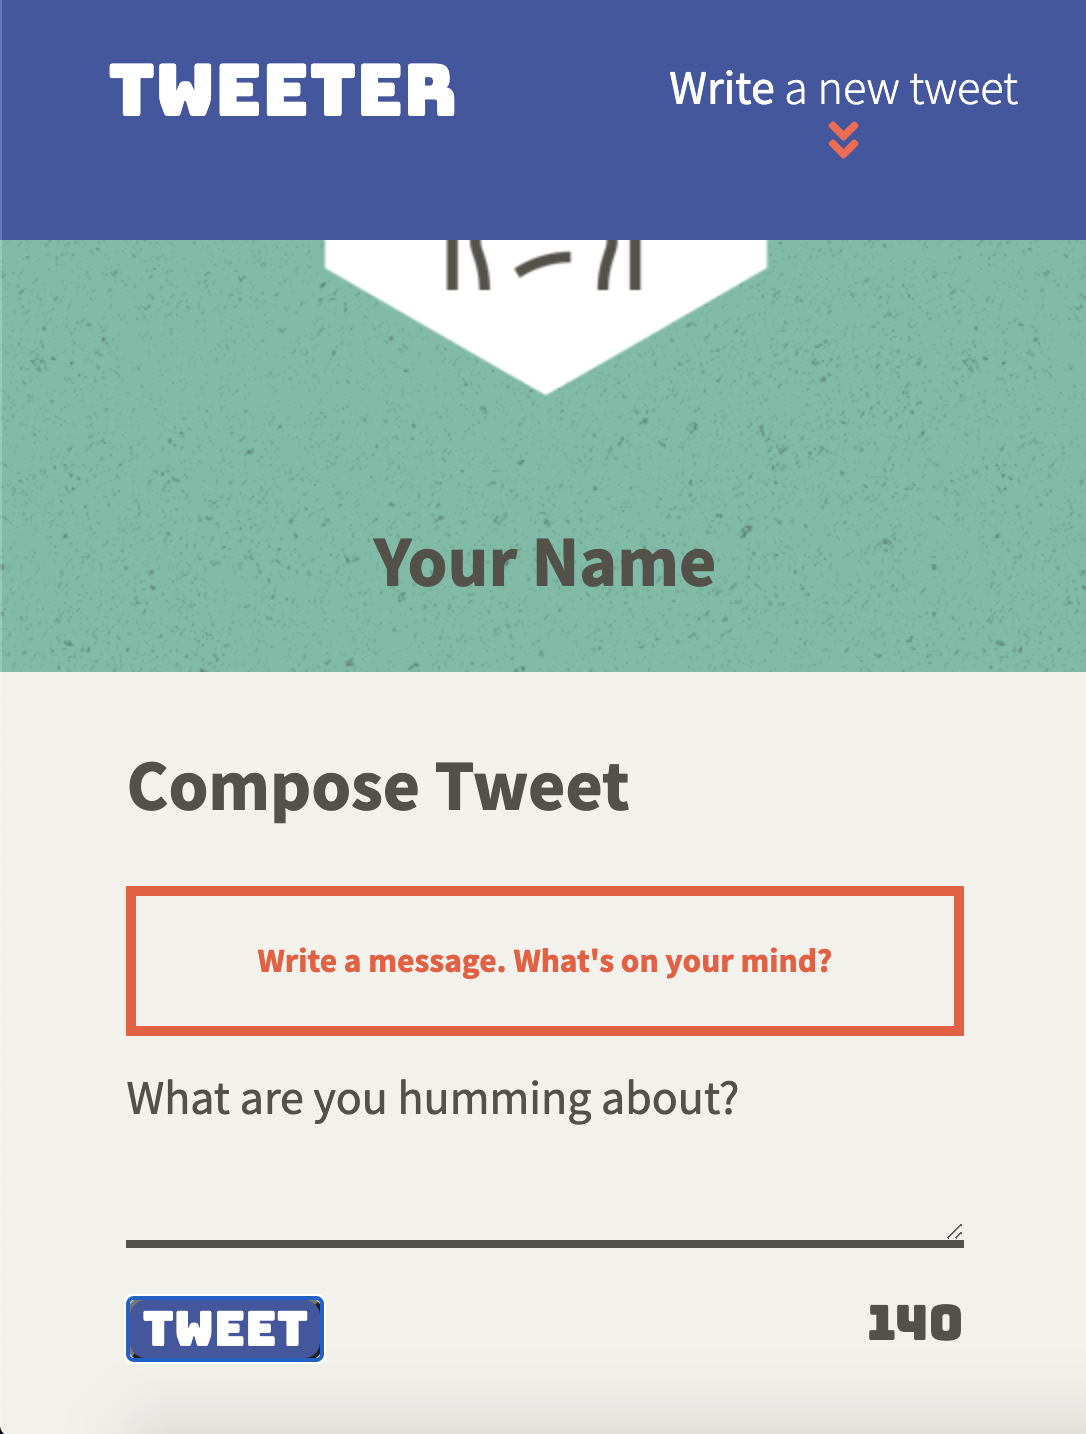 TWEETER
Write a new tweet
Your Name
Compose Tweet
Write a message. What's on your mind?
What are you humming about?
TWEET
140